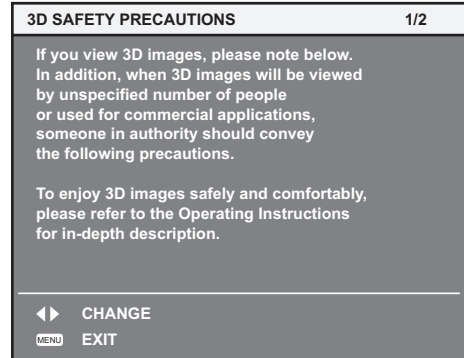 3D SAFETY PRECAUTIONS 1/2
If you view 3D images, please note below.
In addition, when 3D images will be viewed
by unspecified number of people
or used for commercial applications,
someone in authority should convey
the following precautions.
To enjoy 3D images safely and comfortably,
please refer to the Operating Instructions
for in-depth description.
CHANGE
MENU EXIT